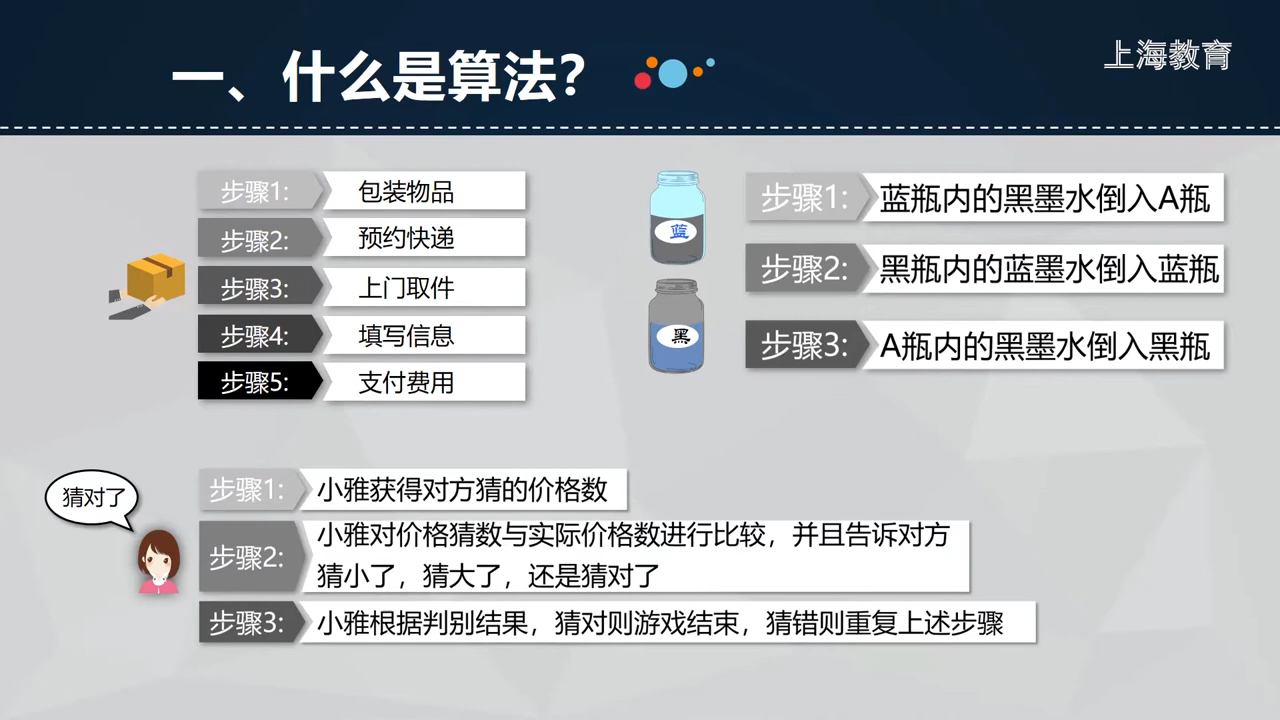 一、什么是算法？
上海教育
步骤1: 包装物品
步骤2: 预约快递
步骤3: 上门取件
步骤4: 填写信息
步骤5: 支付费用
蓝
黑
步骤1: 蓝瓶内的黑墨水倒入A瓶
步骤2: 黑瓶内的蓝墨水倒入蓝瓶
步骤3: A瓶内的黑墨水倒入黑瓶
猜对了
步骤1: 小雅获得对方猜的价格数
步骤2: 小雅对价格猜数与实际价格数进行比较，并且告诉对方
猜小了，猜大了，还是猜对了
步骤3: 小雅根据判别结果，猜对则游戏结束，猜错则重复上述步骤